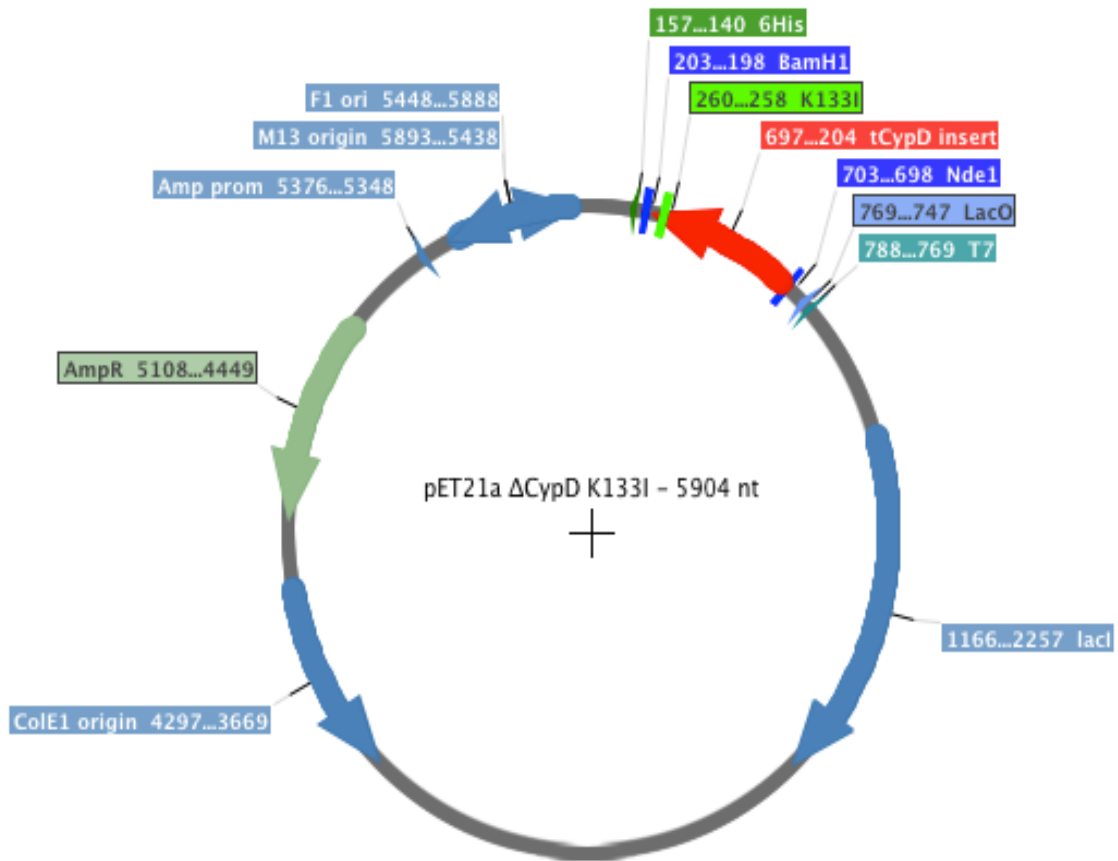 157...140 6His
203...198 BamH1
260...258 K133I
697...204 tCypD insert
703...698 Nde1
769...747 LacO
788...769 T7
F1 ori 5448...5888
M13 origin 5893...5438
Amp prom 5376...5348
AmpR 5108...4449
pET21a ΔCypD K133I - 5904 nt
1166...2257 lacI
ColE1 origin 4297...3669